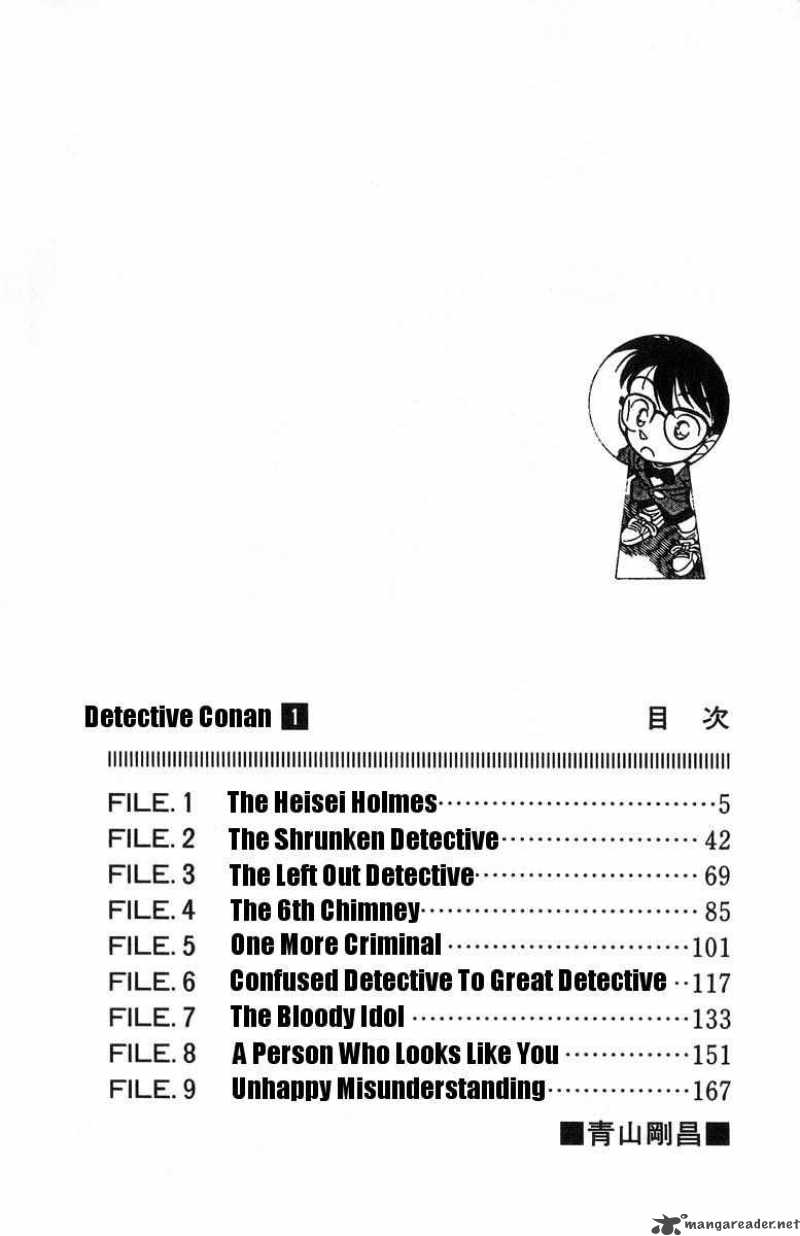 Detective Conan 1 目 次
FILE. 1 The Heisei Holmes······························5
FILE. 2 The Shrunken Detective······················42
FILE. 3 The Left Out Detective·························69
FILE. 4 The 6th Chimney······························85
FILE. 5 One More Criminal ··························101
FILE. 6 Confused Detective To Great Detective ··117
FILE. 7 The Bloody Idol ······························133
FILE. 8 A Person Who Looks Like You ·············151
FILE. 9 Unhappy Misunderstanding················167
■青山剛昌■
mangareader.net